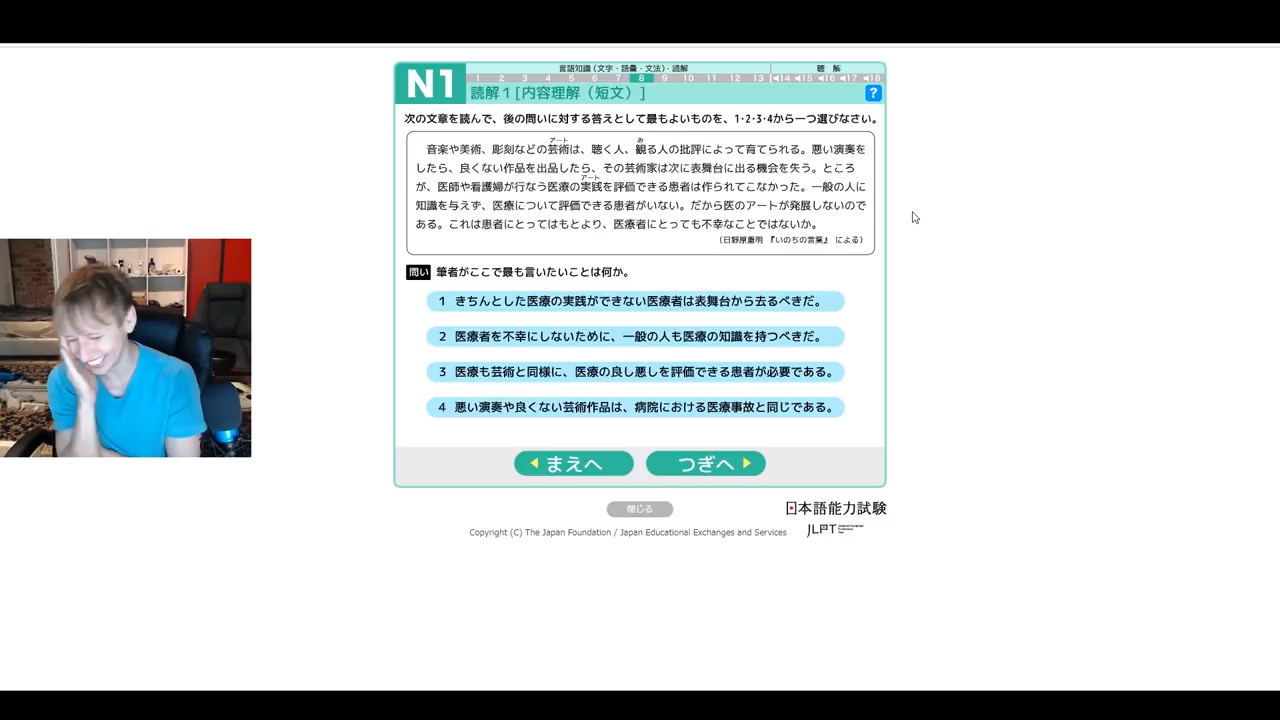 N1
言語知識（文字・語彙・文法）・読解
聴 解
1 2 3 4 5 6 7 8 9 10 11 12 13 14 15 16 17 18
読解１[内容理解（短文）]
?
次の文章を読んで、後の問いに対する答えとして最もよいものを、1・2・3・4から一つ選びなさい。
アート み
音楽や美術、彫刻などの芸術は、聴く人、観る人の批評によって育てられる。悪い演奏を
したら、良くない作品を出品したら、その芸術家は次に表舞台に出る機会を失う。ところ
アート
が、医師や看護婦が行なう医療の実践を評価できる患者は作られてこなかった。一般の人に
知識を与えず、医療について評価できる患者がいない。だから医のアートが発展しないので
ある。これは患者にとってはもとより、医療者にとっても不幸なことではないか。
（日野原重明 『いのちの言葉』 による）
問い 筆者がここで最も言いたいことは何か。
1 きちんとした医療の実践ができない医療者は表舞台から去るべきだ。
2 医療者を不幸にしないために、一般の人も医療の知識を持つべきだ。
3 医療も芸術と同様に、医療の良し悪しを評価できる患者が必要である。
4 悪い演奏や良くない芸術作品は、病院における医療事故と同じである。
まえへ つぎへ
閉じる
日本語能力試験
Copyright (C) The Japan Foundation / Japan Educational Exchanges and Services
JLPT